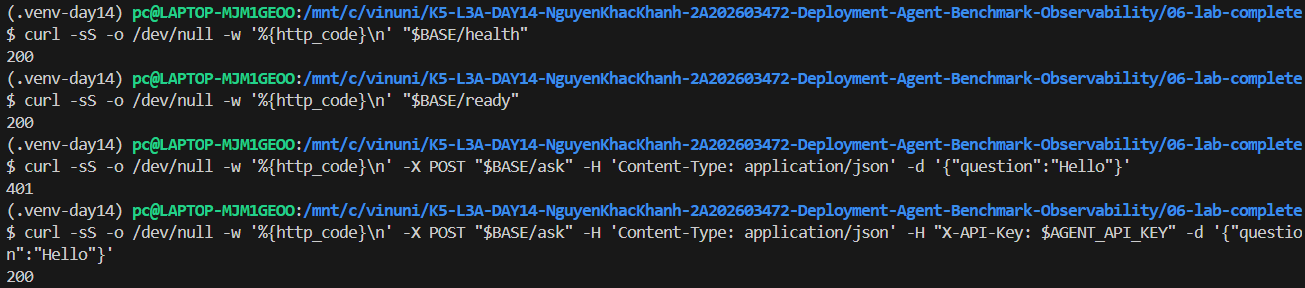 (.venv-day14) pc@LAPTOP-MJM1GEOO:/mnt/c/vinuni/K5-L3A-DAY14-NguyenKhacKhanh-2A202603472-Deployment-Agent-Benchmark-Observability/06-lab-complete
$ curl -sS -o /dev/null -w '%{http_code}\n' "$BASE/health"
200
(.venv-day14) pc@LAPTOP-MJM1GEOO:/mnt/c/vinuni/K5-L3A-DAY14-NguyenKhacKhanh-2A202603472-Deployment-Agent-Benchmark-Observability/06-lab-complete
$ curl -sS -o /dev/null -w '%{http_code}\n' "$BASE/ready"
200
(.venv-day14) pc@LAPTOP-MJM1GEOO:/mnt/c/vinuni/K5-L3A-DAY14-NguyenKhacKhanh-2A202603472-Deployment-Agent-Benchmark-Observability/06-lab-complete
$ curl -sS -o /dev/null -w '%{http_code}\n' -X POST "$BASE/ask" -H 'Content-Type: application/json' -d '{"question":"Hello"}'
401
(.venv-day14) pc@LAPTOP-MJM1GEOO:/mnt/c/vinuni/K5-L3A-DAY14-NguyenKhacKhanh-2A202603472-Deployment-Agent-Benchmark-Observability/06-lab-complete
$ curl -sS -o /dev/null -w '%{http_code}\n' -X POST "$BASE/ask" -H 'Content-Type: application/json' -H "X-API-Key: $AGENT_API_KEY" -d '{"questio
n":"Hello"}'
200